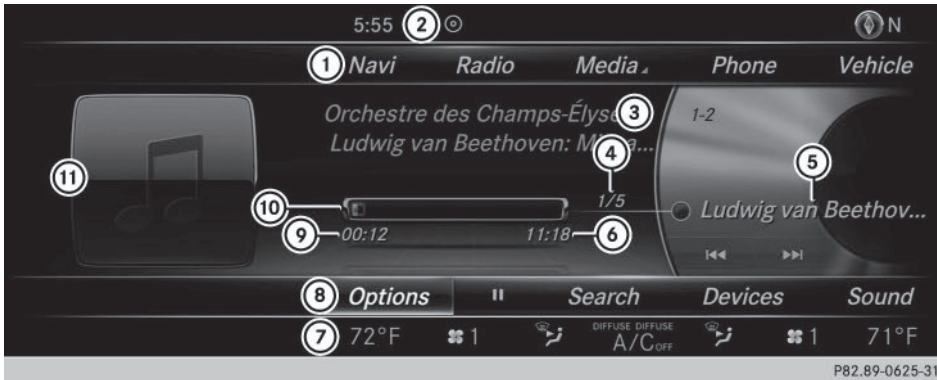 5:55 2 N
1 Navi Radio Media Phone Vehicle
Orchestre des Champs-Élyse 3 1-2
Ludwig van Beethoven: M a...
4 5
11
10 1/5 Ludwig van Beethov...
9 00:12 11:18 6
8 Options Search Devices Sound
7 72°F 1 DIFFUSE DIFFUSE 1 71°F
A/C OFF
P82.89-0625-31